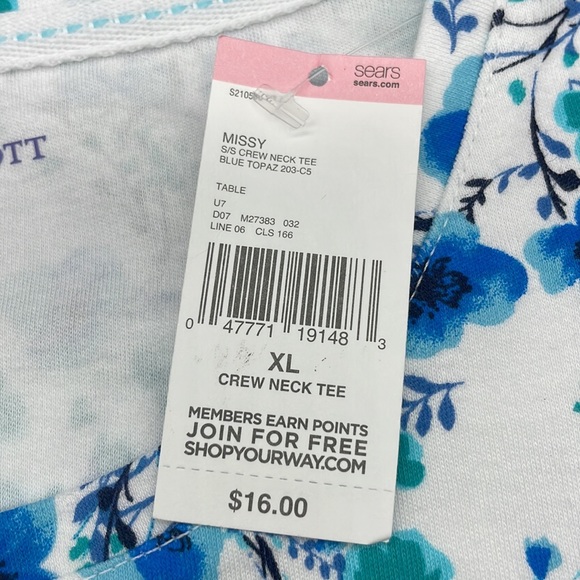 OTT
sears
sears.com
MISSY
S/S CREW NECK TEE
BLUE TOPAZ 203-C5
TABLE
U7
D07 M27383 032
LINE 06 CLS 166
0 47771 19148 3
XL
CREW NECK TEE
MEMBERS EARN POINTS
JOIN FOR FREE
SHOPYOURWAY.COM
$16.00